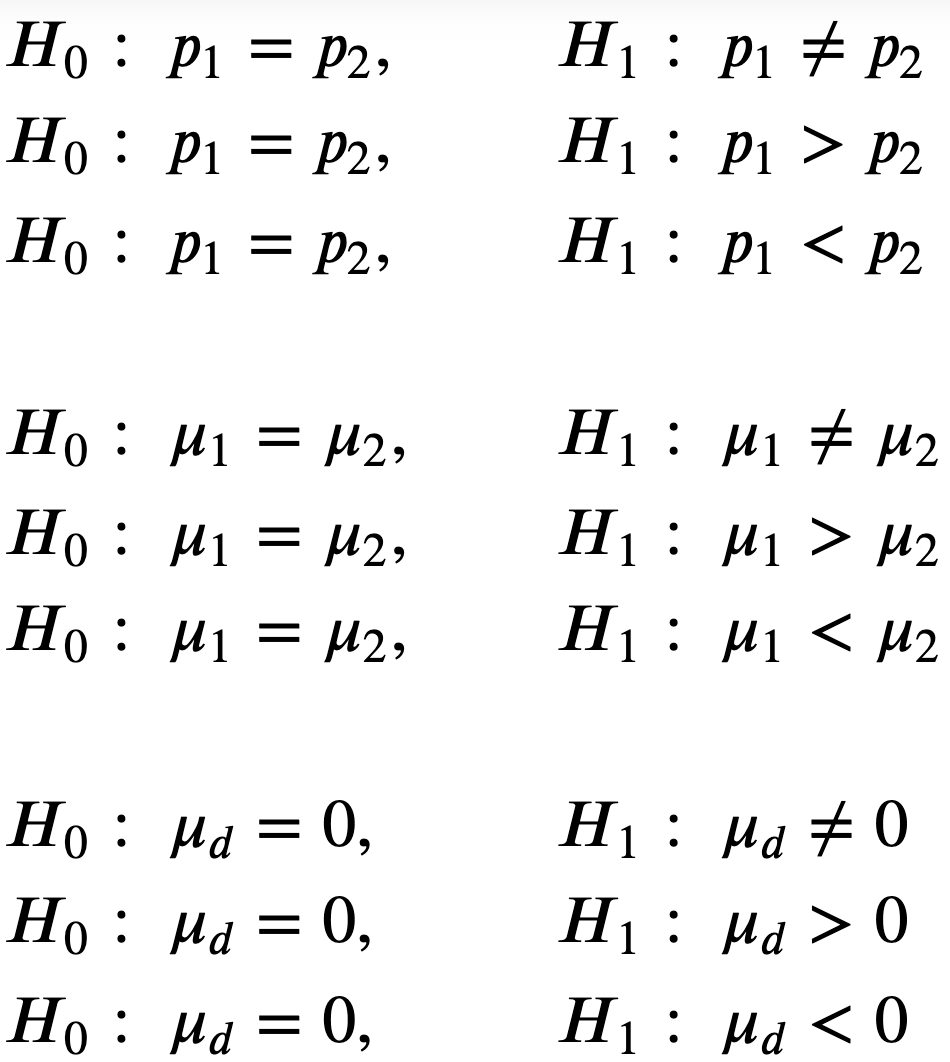 H₀ : p₁ = p₂, H₁ : p₁ ≠ p₂
H₀ : p₁ = p₂, H₁ : p₁ > p₂
H₀ : p₁ = p₂, H₁ : p₁ < p₂
H₀ : μ₁ = μ₂, H₁ : μ₁ ≠ μ₂
H₀ : μ₁ = μ₂, H₁ : μ₁ > μ₂
H₀ : μ₁ = μ₂, H₁ : μ₁ < μ₂
H₀ : μ_d = 0, H₁ : μ_d ≠ 0
H₀ : μ_d = 0, H₁ : μ_d > 0
H₀ : μ_d = 0, H₁ : μ_d < 0